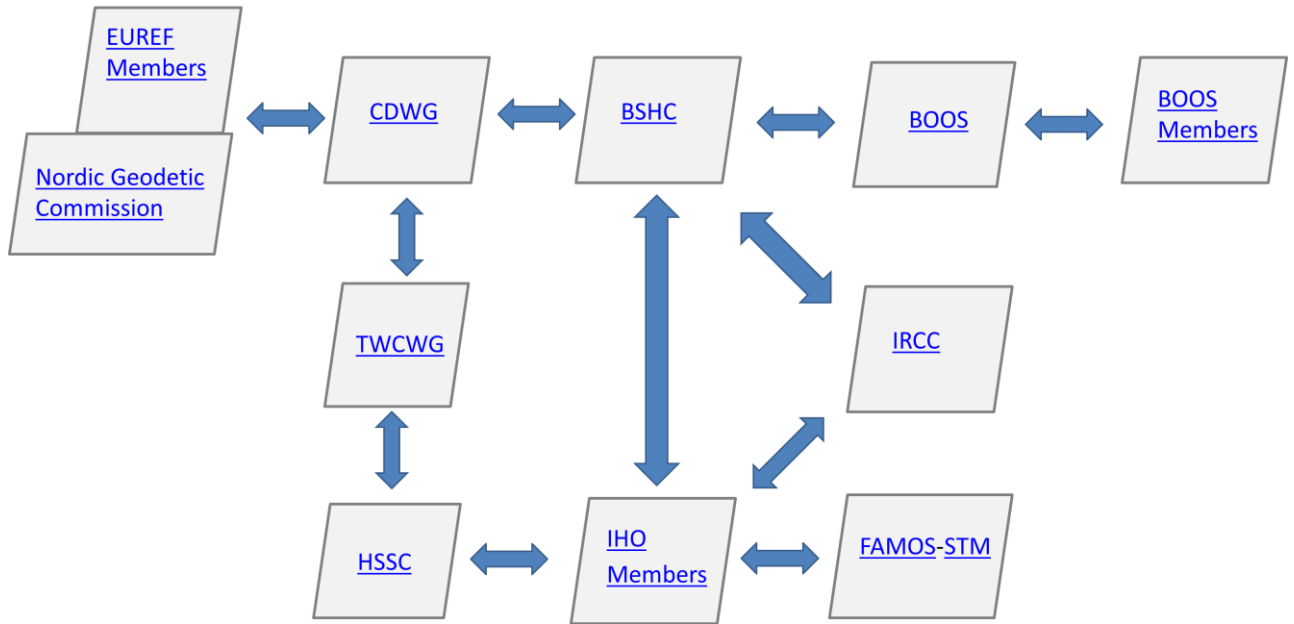 EUREF
Members
Nordic Geodetic
Commission
CDWG
BSHC
BOOS
BOOS
Members
TWCWG
IRCC
HSSC
IHO
Members
FAMOS-STM